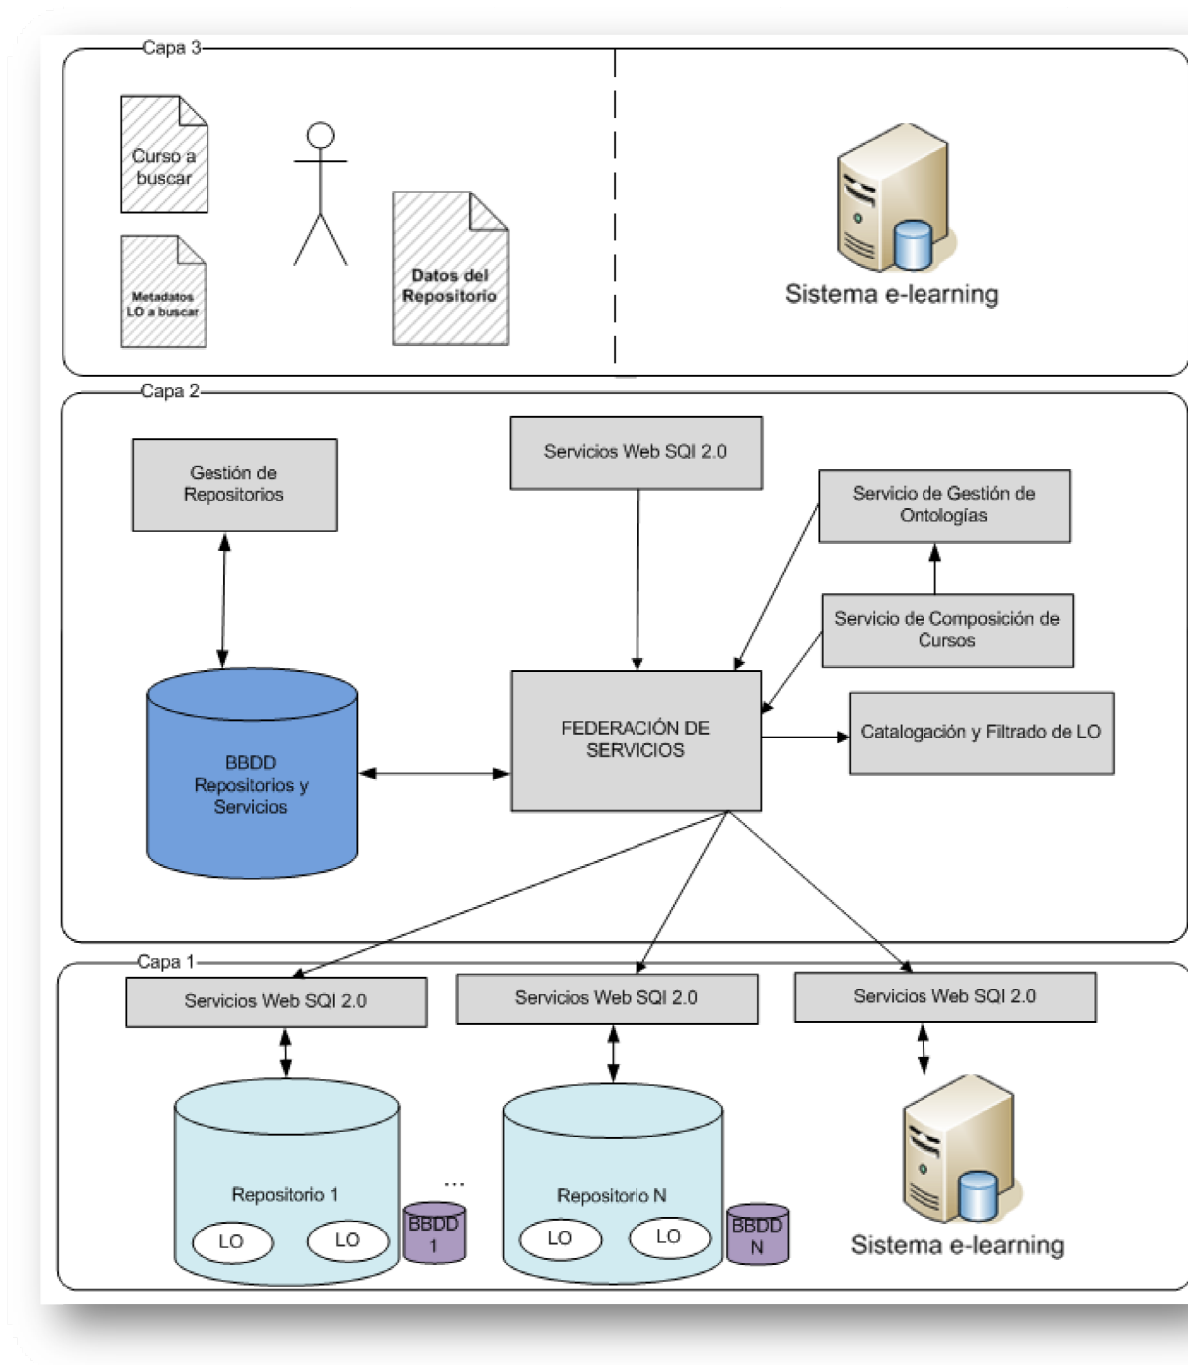 Capa 3
Curso a
buscar
Metadatos
LO a buscar
Datos del
Repositorio
Sistema e-learning
Capa 2
Gestión de
Repositorios
Servicios Web SQI 2.0
Servicio de Gestión de
Ontologías
Servicio de Composición de
Cursos
FEDERACIÓN DE
SERVICIOS
Catalogación y Filtrado de LO
BBDD
Repositorios y
Servicios
Capa 1
Servicios Web SQI 2.0
Servicios Web SQI 2.0
Servicios Web SQI 2.0
Repositorio 1
LO
LO
BBDD
1
...
Repositorio N
LO
LO
BBDD
N
Sistema e-learning